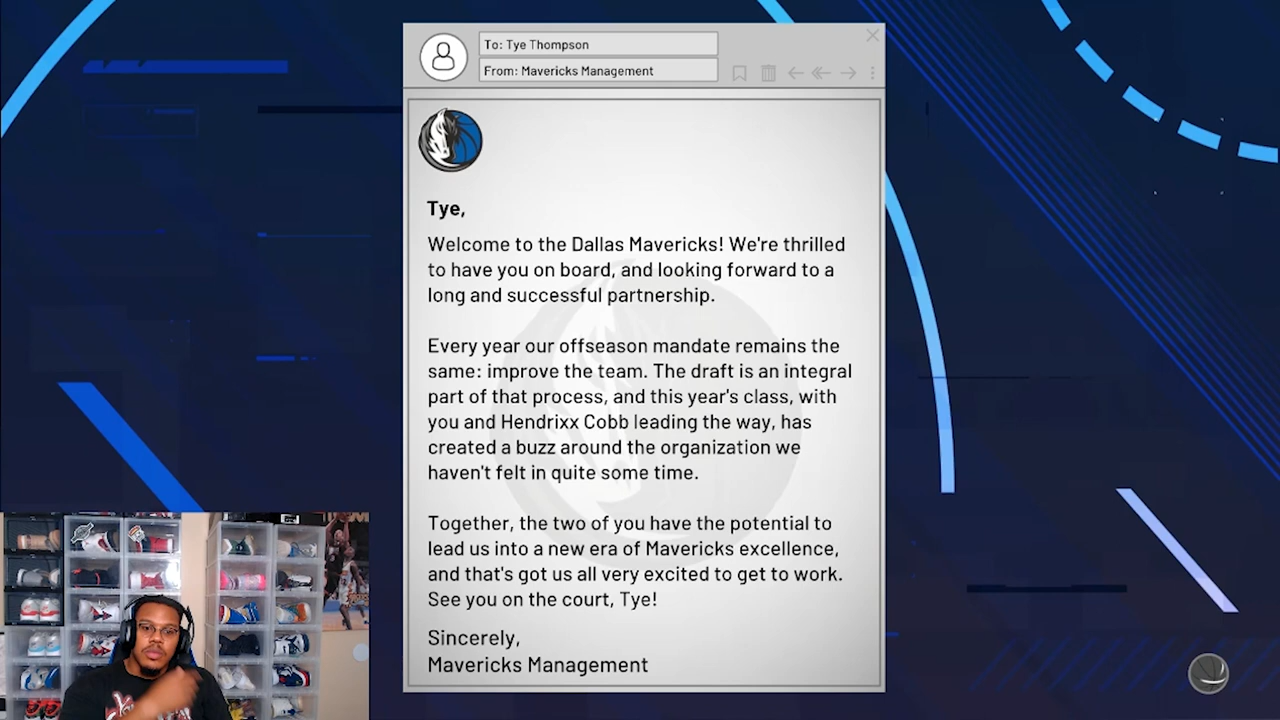 To: Tye Thompson
From: Mavericks Management
Tye,
Welcome to the Dallas Mavericks! We're thrilled
to have you on board, and looking forward to a
long and successful partnership.
Every year our offseason mandate remains the
same: improve the team. The draft is an integral
part of that process, and this year's class, with
you and Hendrixx Cobb leading the way, has
created a buzz around the organization we
haven't felt in quite some time.
Together, the two of you have the potential to
lead us into a new era of Mavericks excellence,
and that's got us all very excited to get to work.
See you on the court, Tye!
Sincerely,
Mavericks Management